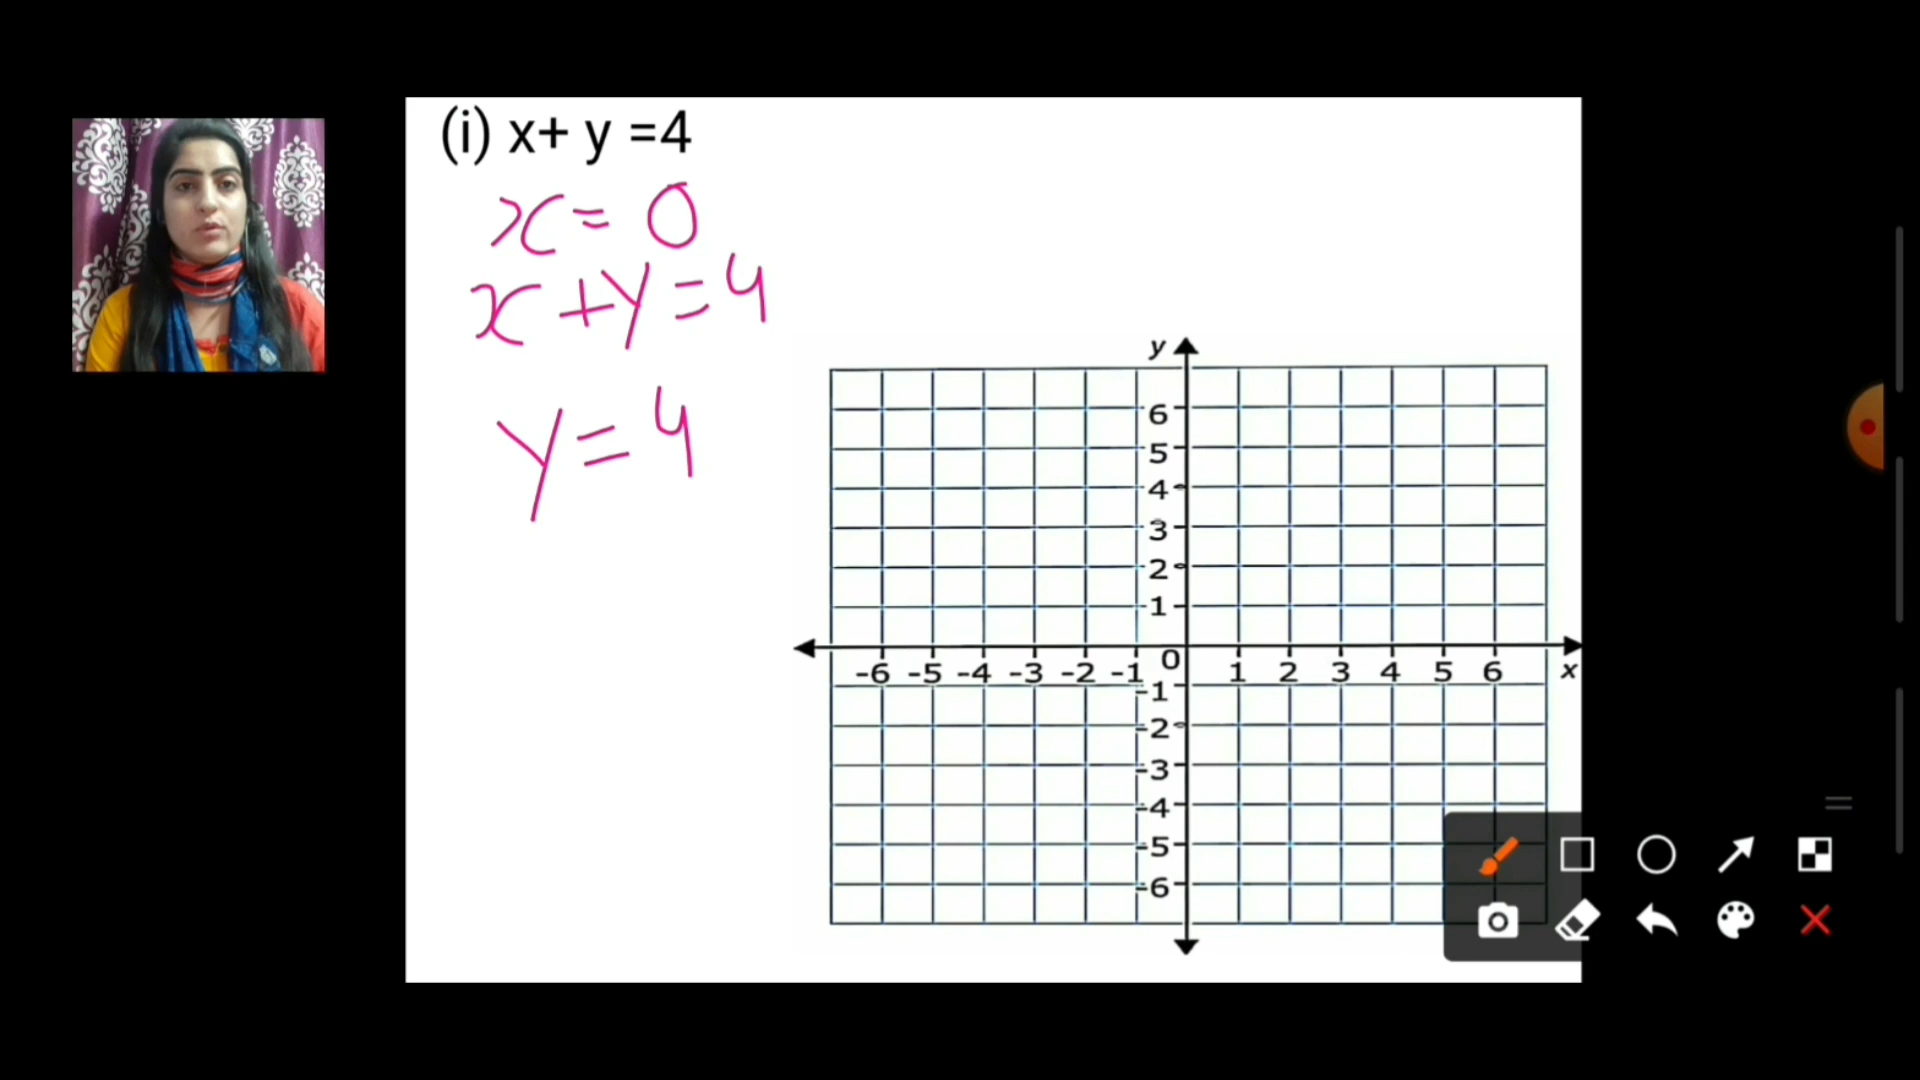 (i) x+ y =4
x = 0
x + y = 4
y = 4
y
6
5
4
3
2
1
-6 -5 -4 -3 -2 -1 0 1 2 3 4 5 6 x
-1
-2
-3
-4
-5
-6